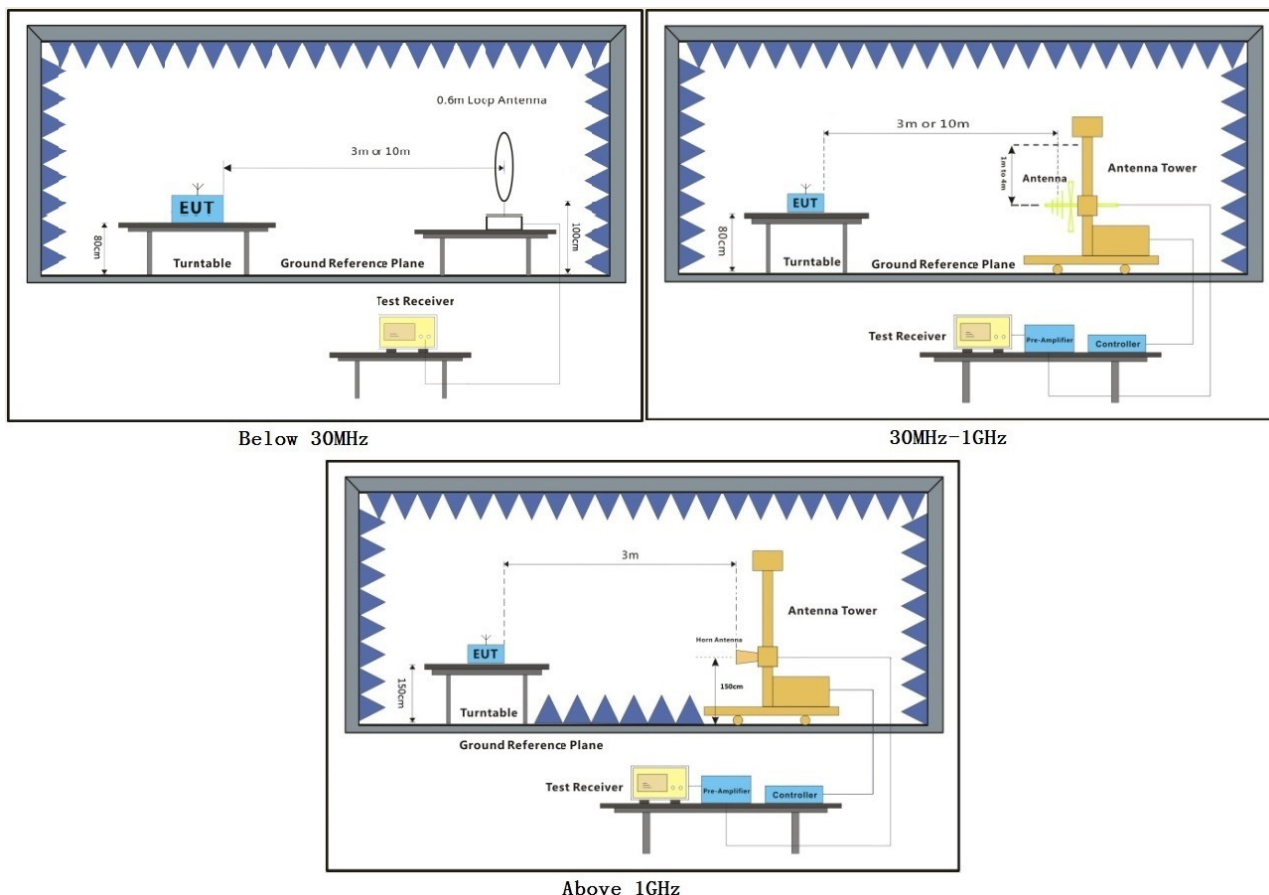 0.6m Loop Antenna
3m or 10m
EUT
80cm
100cm
Turntable
Ground Reference Plane
Test Receiver
Below 30MHz
3m or 10m
1m to 4m
Antenna
Antenna Tower
EUT
80cm
Turntable
Ground Reference Plane
Test Receiver
Pre-Amplifier
Controller
30MHz-1GHz
3m
Antenna Tower
Horn Antenna
EUT
150cm
150cm
Turntable
Ground Reference Plane
Test Receiver
Pre-Amplifier
Controller
Above 1GHz